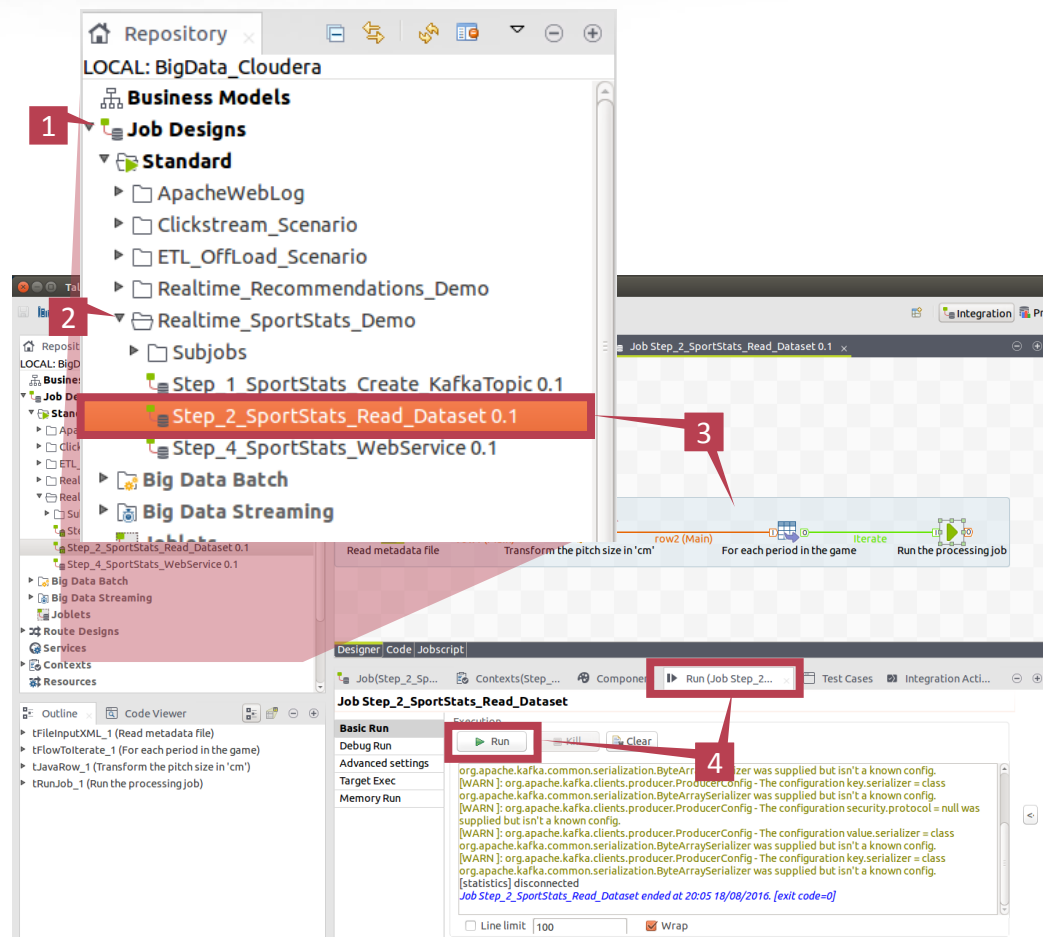 Repository
LOCAL: BigData_Cloudera
Business Models
1
Job Designs
Standard
ApacheWebLog
Clickstream_Scenario
ETL_OffLoad_Scenario
Realtime_Recommendations_Demo
2
Realtime_SportStats_Demo
Subjobs
Step_1_SportStats_Create_KafkaTopic 0.1
Step_2_SportStats_Read_Dataset 0.1
3
Step_4_SportStats_WebService 0.1
Big Data Batch
Big Data Streaming
Joblets
Integration
Job Step_2_SportStats_Read_Dataset 0.1
LOCAL: BigD
Step_2_SportStats_Read_Dataset 0.1
Step_4_SportStats_WebService 0.1
Big Data Batch
Big Data Streaming
Joblets
Route Designs
Services
Contexts
Resources
row2 (Main)
Iterate
Read metadata file
Transform the pitch size in 'cm'
For each period in the game
Run the processing job
Designer Code Jobscript
Job(Step_2_Sp... Contexts(Step_... Componen Run (Job Step_2... Test Cases Integration Acti...
Job Step_2_SportStats_Read_Dataset
Outline Code Viewer
tFileInputXML_1 (Read metadata file)
tFlowToIterate_1 (For each period in the game)
tJavaRow_1 (Transform the pitch size in 'cm')
tRunJob_1 (Run the processing job)
Basic Run
Debug Run
Advanced settings
Target Exec
Memory Run
Execution
Run Kill Clear
4
org.apache.kafka.common.serialization.ByteArraySerializer was supplied but isn't a known config.
[WARN ]: org.apache.kafka.clients.producer.ProducerConfig - The configuration key.serializer = class
org.apache.kafka.common.serialization.ByteArraySerializer was supplied but isn't a known config.
[WARN ]: org.apache.kafka.clients.producer.ProducerConfig - The configuration security.protocol = null was
supplied but isn't a known config.
[WARN ]: org.apache.kafka.clients.producer.ProducerConfig - The configuration value.serializer = class
org.apache.kafka.common.serialization.ByteArraySerializer was supplied but isn't a known config.
[WARN ]: org.apache.kafka.clients.producer.ProducerConfig - The configuration key.serializer = class
org.apache.kafka.common.serialization.ByteArraySerializer was supplied but isn't a known config.
[statistics] disconnected
Job Step_2_SportStats_Read_Dataset ended at 20:05 18/08/2016. [exit code=0]
Line limit 100 Wrap